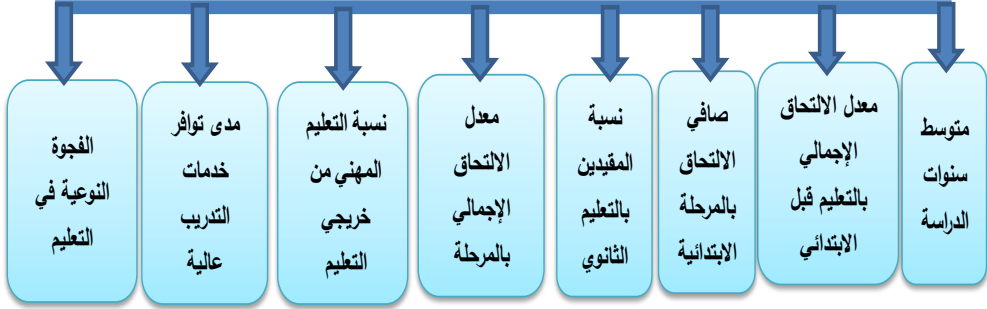 متوسط
سنوات
الدراسة
معدل الالتحاق
الإجمالي
بالتعليم قبل
الابتدائي
صافي
الالتحاق
بالمرحلة
الابتدائية
نسبة
المقيدين
بالتعليم
الثانوي
معدل
الالتحاق
الإجمالي
بالمرحلة
نسبة التعليم
المهني من
خريجي
التعليم
مدى توافر
خدمات
التدريب
عالية
الفجوة
النوعية في
التعليم